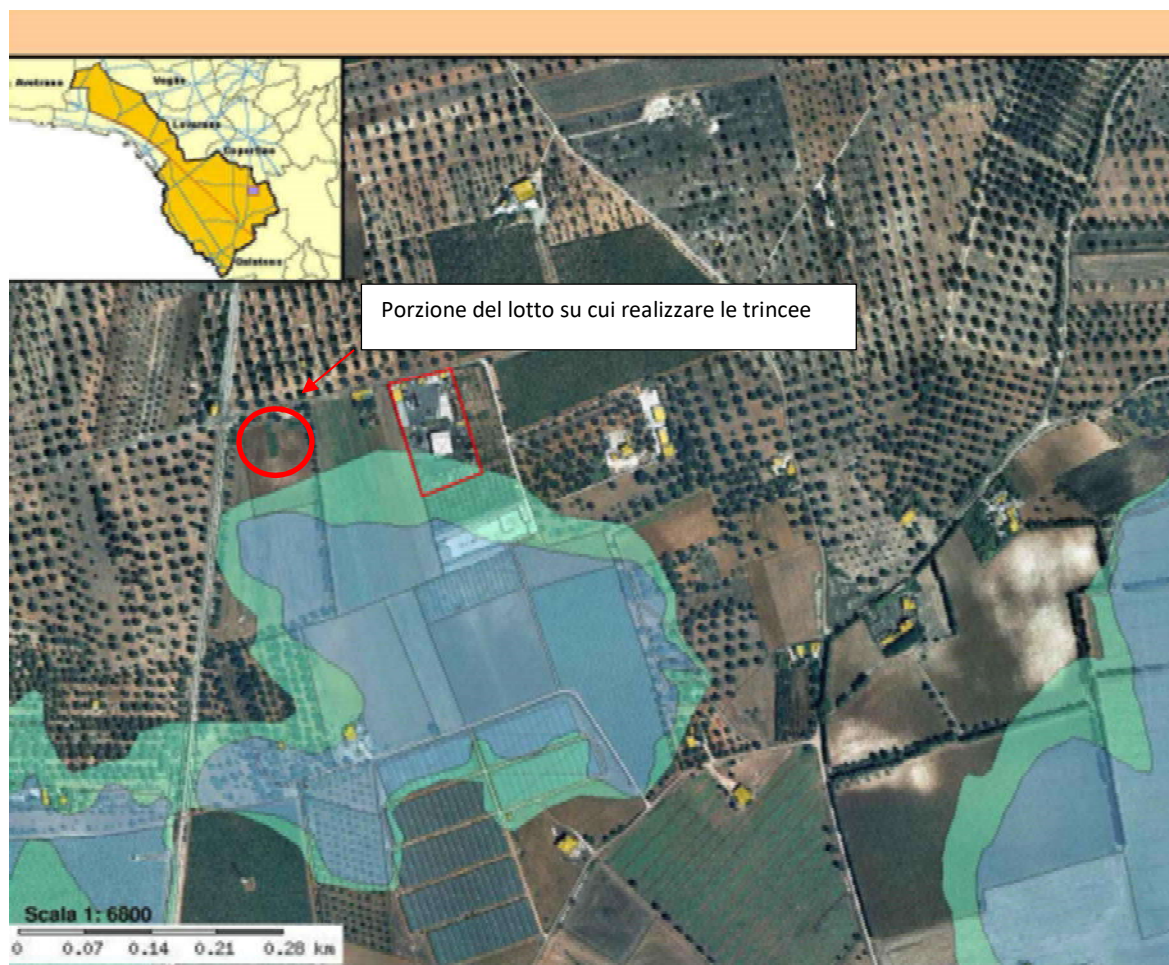 Veglie
Leverano
Copertino
Galatone
Porzione del lotto su cui realizzare le trincee
Scala 1: 6800
0 0.07 0.14 0.21 0.28 km